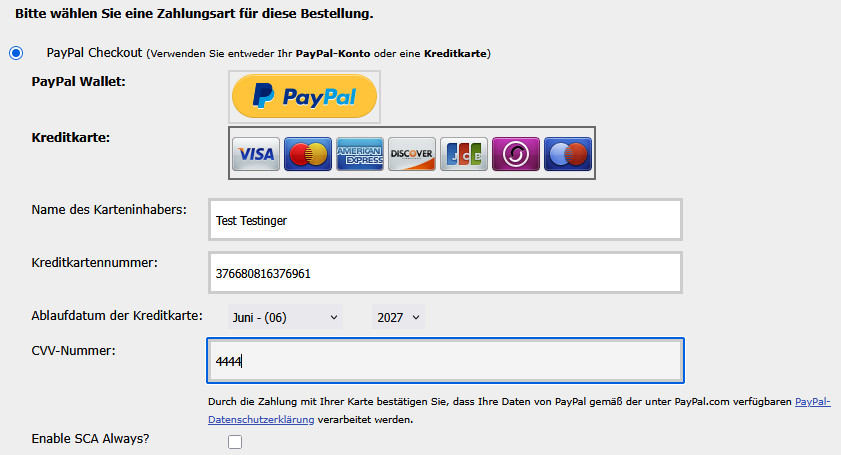 Bitte wählen Sie eine Zahlungsart für diese Bestellung.
PayPal Checkout (Verwenden Sie entweder Ihr PayPal-Konto oder eine Kreditkarte)
PayPal Wallet:
PayPal
Kreditkarte:
VISA AMERICAN EXPRESS DISCOVER JCB
Name des Karteninhabers:
Test Testinger
Kreditkartennummer:
376680816376961
Ablaufdatum der Kreditkarte:
Juni - (06) 2027
CVV-Nummer:
4444
Durch die Zahlung mit Ihrer Karte bestätigen Sie, dass Ihre Daten von PayPal gemäß der unter PayPal.com verfügbaren PayPal-
Datenschutzerklärung verarbeitet werden.
Enable SCA Always?